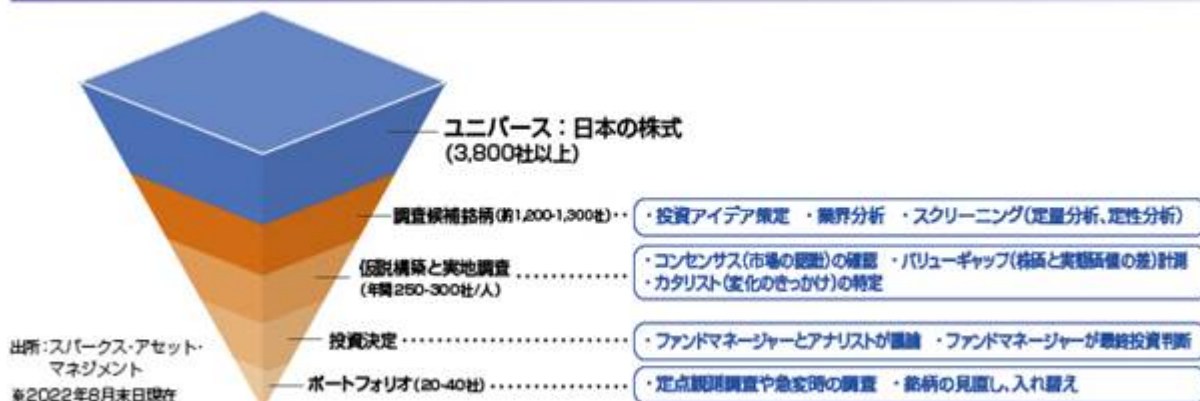 ユニバース：日本の株式
(3,800社以上)
調査候補銘柄(約1,200-1,300社)
・投資アイデア策定 ・業界分析 ・スクリーニング(定量分析、定性分析)
仮説構築と実地調査
(年間250-300社/人)
・コンセンサス(市場の認識)の確認 ・バリューギャップ(株価と実態価値の差)計測
・カタリスト(変化のきっかけ)の特定
投資決定
・ファンドマネージャーとアナリストが議論 ・ファンドマネージャーが最終投資判断
ポートフォリオ(20-40社)
・定点観測調査や急変時の調査 ・銘柄の見直し、入れ替え
出所：スパークス・アセット・
マネジメント
※2022年8月末日現在